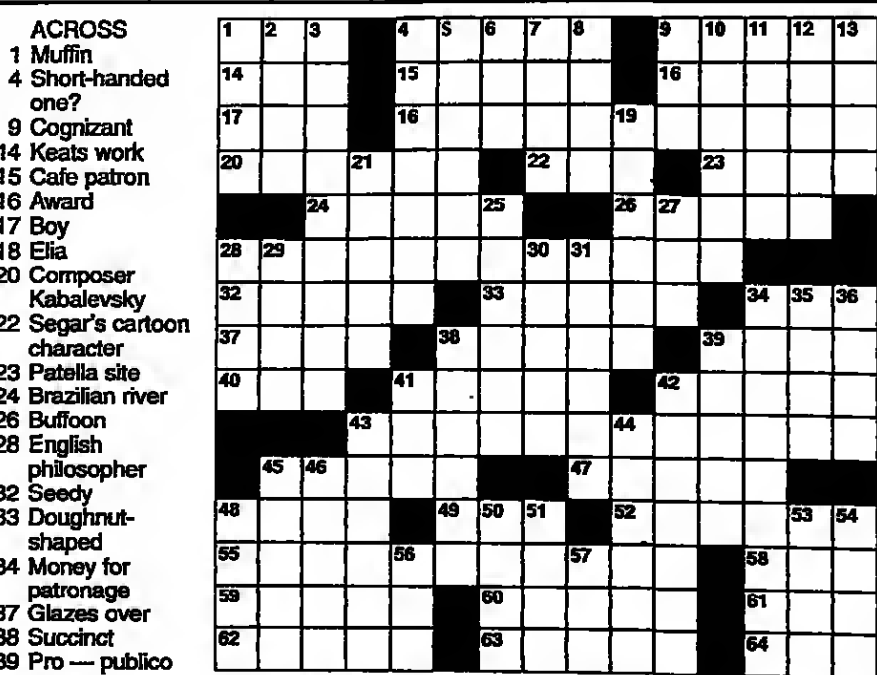 ACROSS
1 Muffin
4 Short-handed
one?
9 Cognizant
14 Keats work
15 Cafe patron
16 Award
17 Boy
18 Elia
20 Composer
Kabalevsky
22 Segar's cartoon
character
23 Patella site
24 Brazilian river
26 Buffoon
28 English
philosopher
32 Seedy
33 Doughnut-
shaped
34 Money for
patronage
37 Glazes over
38 Succinct
39 Pro — publico
1 2 3 4 5 6 7 8 9 10 11 12 13
14 15 16
17 16 19
20 21 22 23
24 25 26 27
28 29 30 31
32 33 34 35 36
37 38 39
40 41 42
43 44
45 46 47
48 49 50 51 52 53 54
55 56 57 58
59 60 61
62 63 64